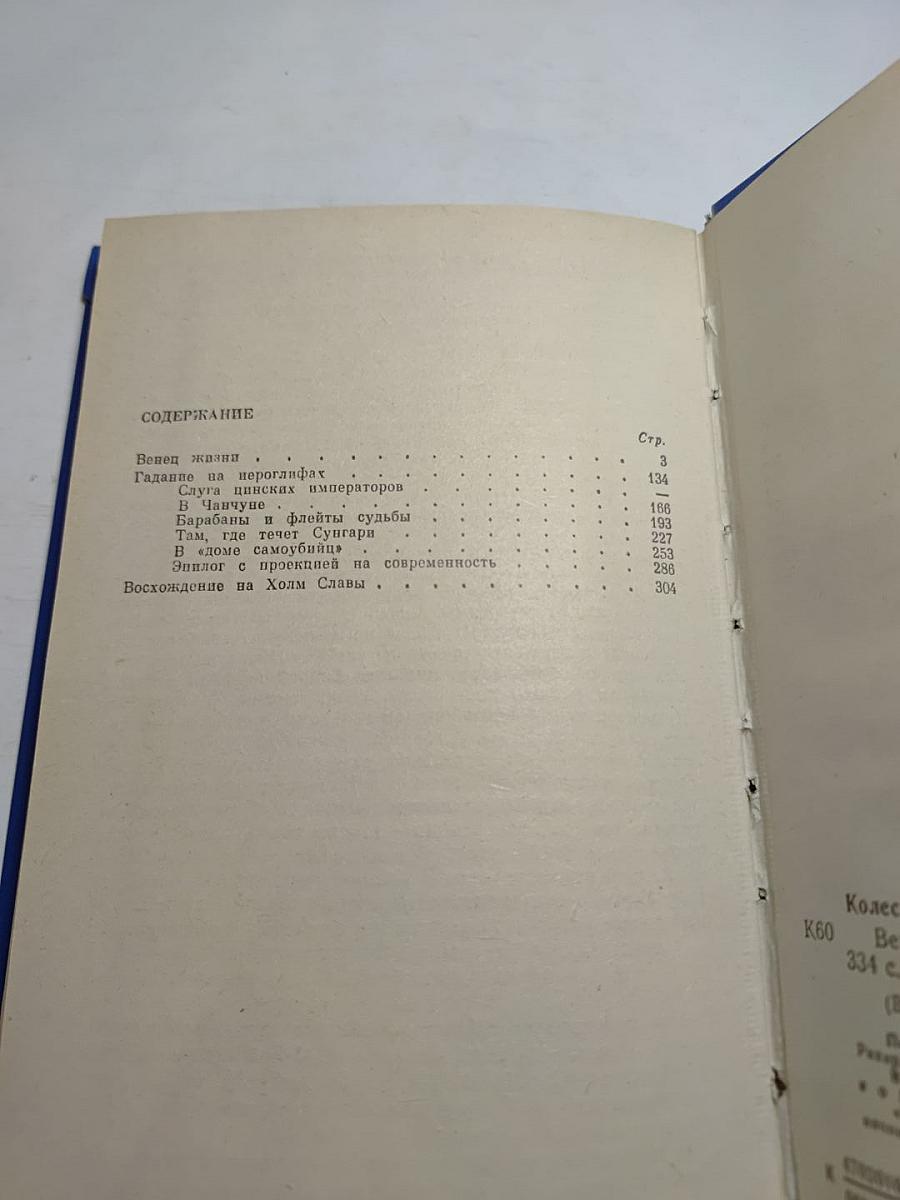 СОДЕРЖАНИЕ
Стр.
Венец жизни . . . . . . . . . . . . 3
Гадание на иероглифах . . . . . . . . . . 134
Слуга цинских императоров . . . . . . . —
В Чанчуне . . . . . . . . . . . . 166
Барабаны и флейты судьбы . . . . . . . 193
Там, где течет Сунгари . . . . . . . . 227
В «доме самоубийц» . . . . . . . . . 253
Эпилог с проекцией на современность . . . . 286
Восхождение на Холм Славы . . . . . . . . . 304
Колес
К60
Ве
334 с.
(В
К